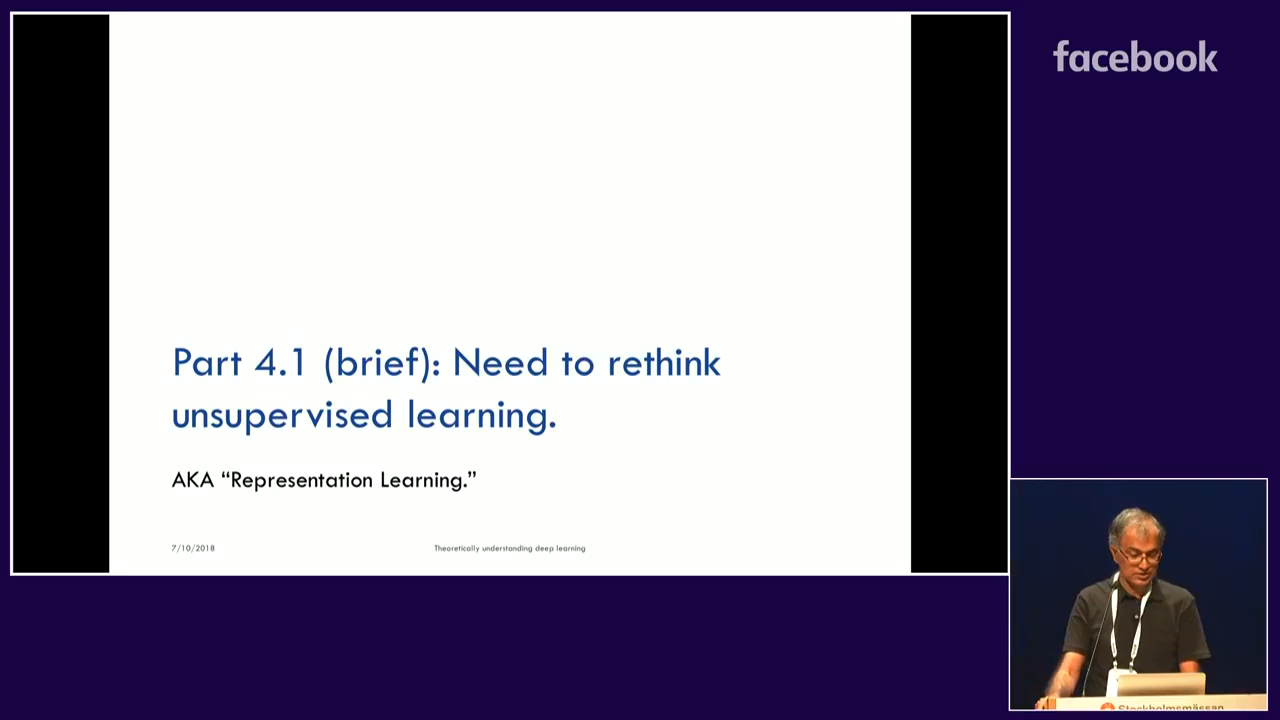 facebook
Part 4.1 (brief): Need to rethink
unsupervised learning.
AKA “Representation Learning.”
7/10/2018
Theoretically understanding deep learning
Stockholmsmässan